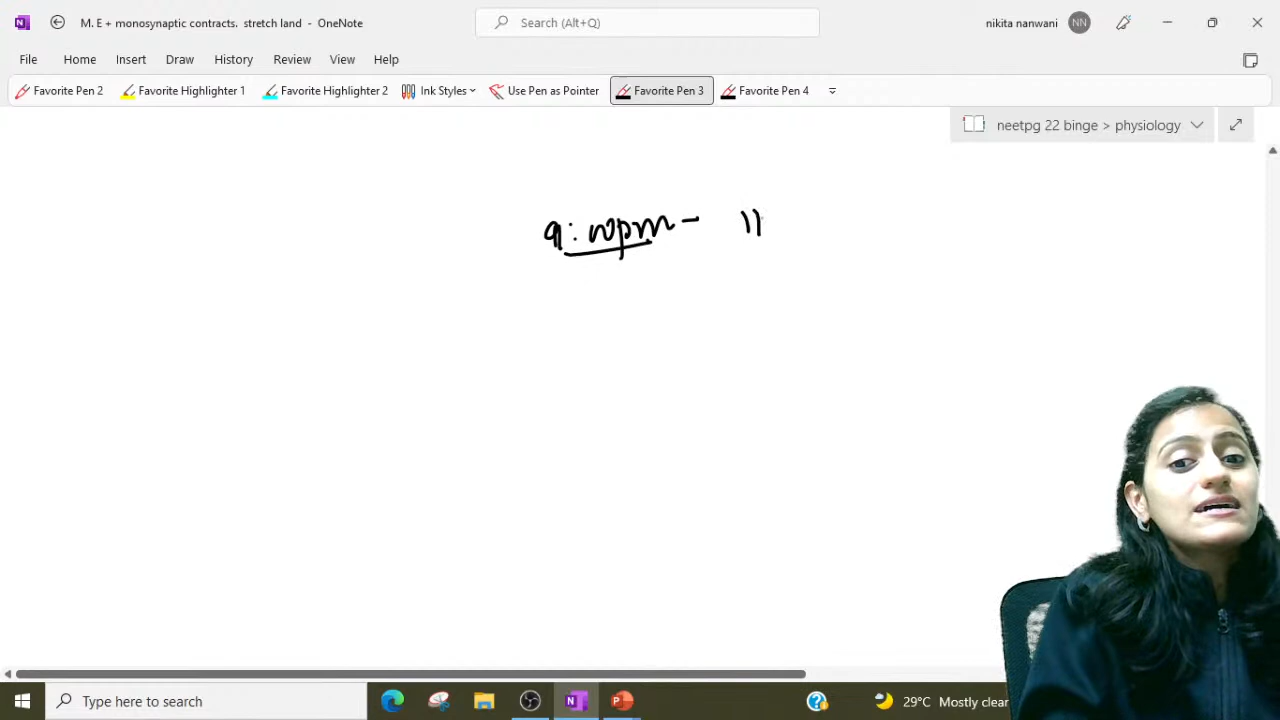 M. E + monosynaptic contracts. stretch land - OneNote
Search (Alt+Q)
nikita nanwani NN
File Home Insert Draw History Review View Help
Favorite Pen 2 Favorite Highlighter 1 Favorite Highlighter 2 Ink Styles Use Pen as Pointer Favorite Pen 3 Favorite Pen 4
neetpg 22 binge > physiology
11
Type here to search
29°C Mostly clear